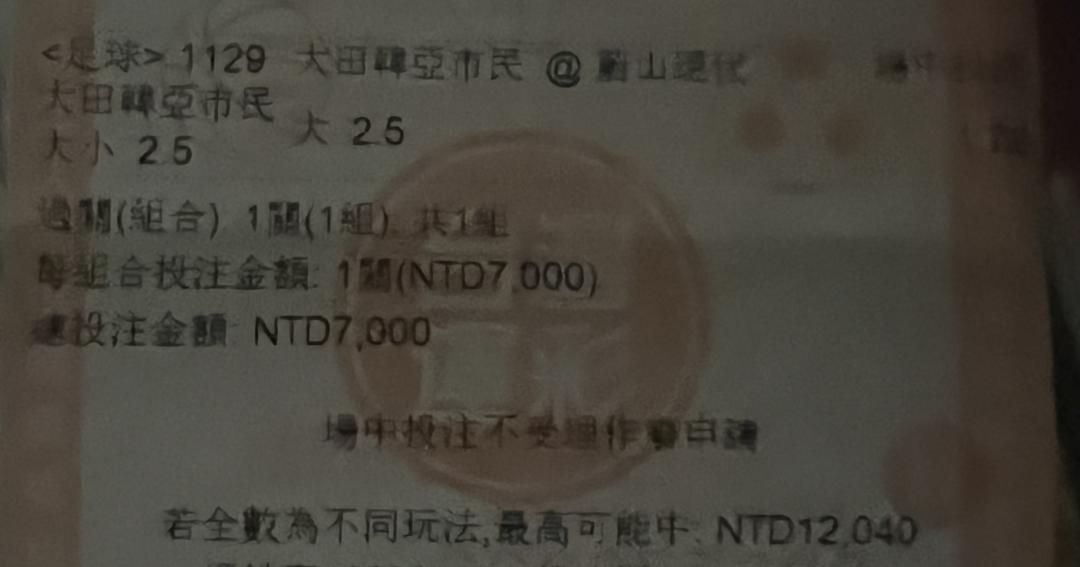 <足球> 1129 大田韓亞市民 @ 蔚山現代 場中
大田韓亞市民
大 2.5
大小 2.5
過關(組合) 1關(1組) 共1組
每組合投注金額: 1關(NTD7,000)
總投注金額: NTD7,000
場中投注不受理作廢申請
若全數為不同玩法,最高可能中: NTD12,040